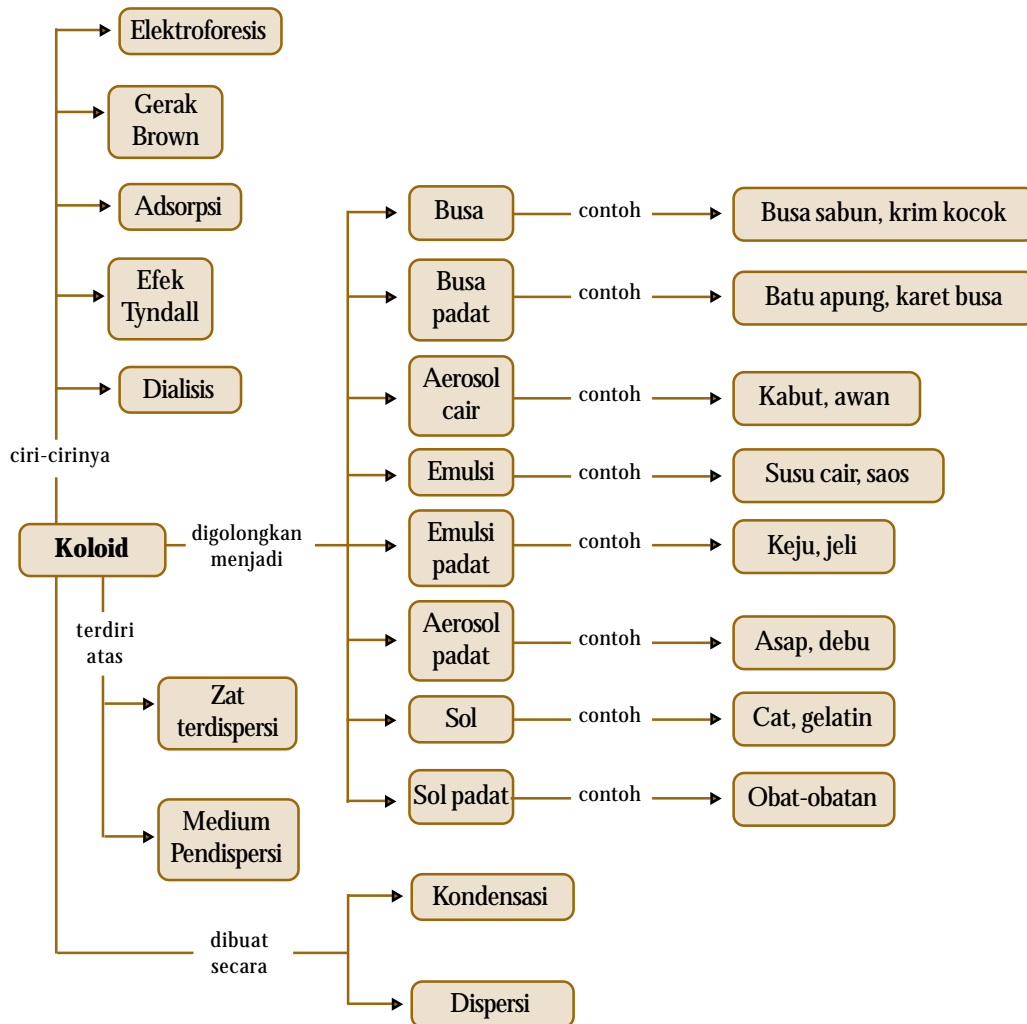 Elektroforesis
Gerak
Brown
Adsorpsi
Efek
Tyndall
Dialisis
ciri-cirinya
Koloid
digolongkan
menjadi
Busa
contoh
Busa sabun, krim kocok
Busa
padat
contoh
Batu apung, karet busa
Aerosol
cair
contoh
Kabut, awan
Emulsi
contoh
Susu cair, saos
Emulsi
padat
contoh
Keju, jeli
Aerosol
padat
contoh
Asap, debu
Sol
contoh
Cat, gelatin
Sol padat
contoh
Obat-obatan
terdiri
atas
Zat
terdispersi
Medium
Pendispersi
dibuat
secara
Kondensasi
Dispersi